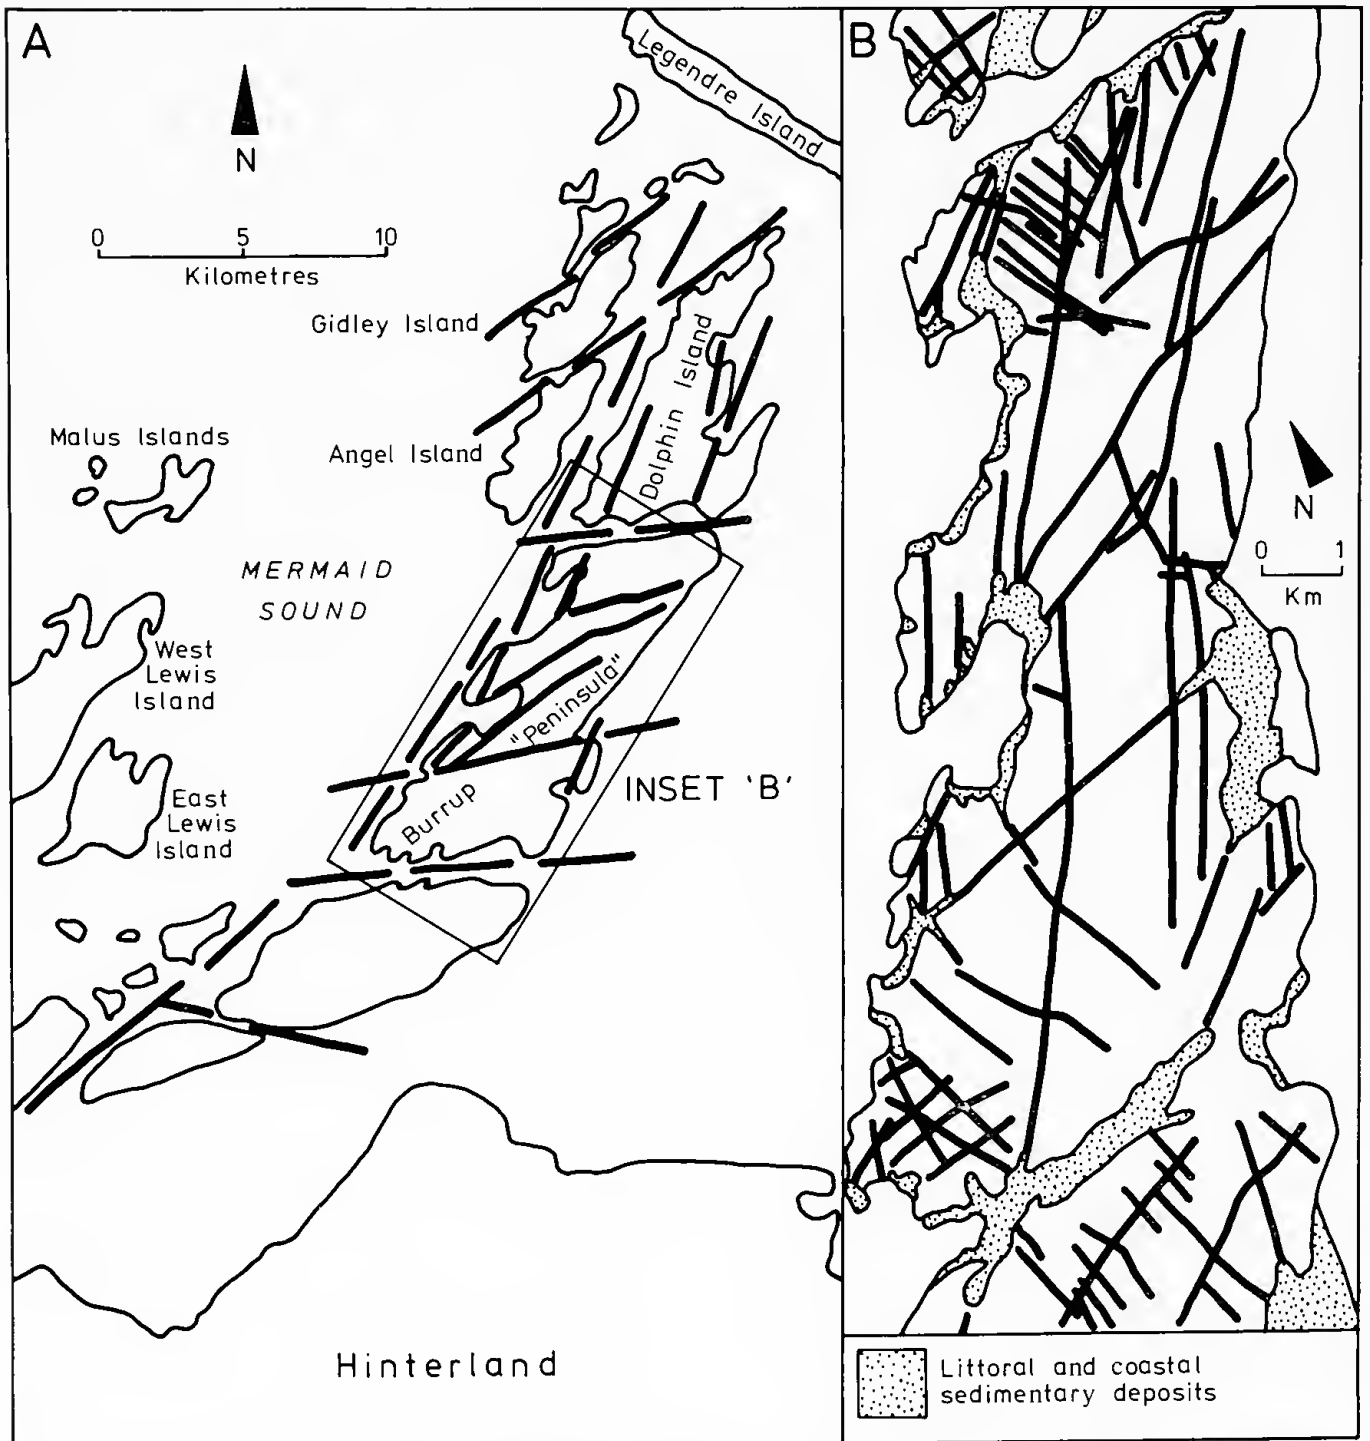 A
N
0 5 10
Kilometres
Legendre Island
Gidley Island
Dolphin Island
Malus Islands
Angel Island
MERMAID
SOUND
West
Lewis
Island
"Peninsula"
Burrup
INSET 'B'
East
Lewis
Island
Hinterland
B
N
0 1
Km
Littoral and coastal
sedimentary deposits